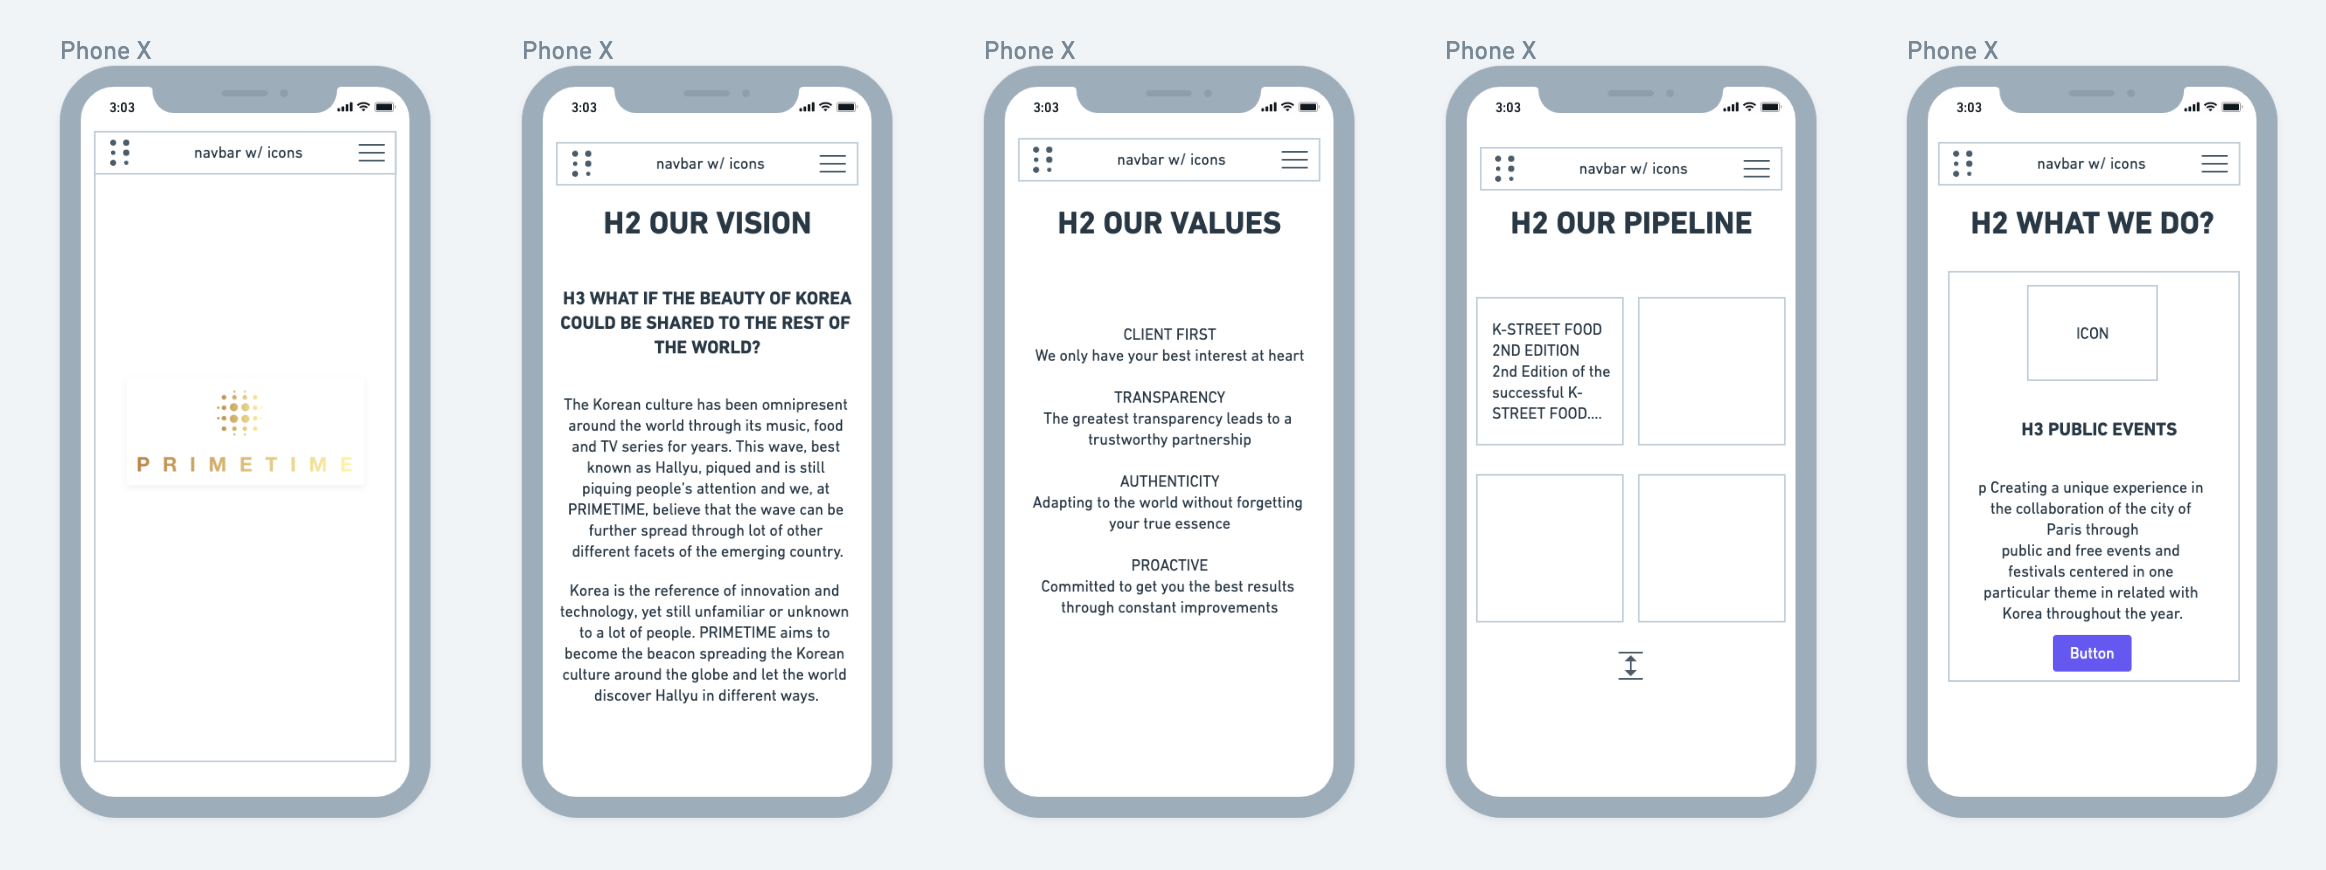 Phone X
3:03
navbar w/ icons
PRIMETIME
Phone X
3:03
navbar w/ icons
H2 OUR VISION
H3 WHAT IF THE BEAUTY OF KOREA
COULD BE SHARED TO THE REST OF
THE WORLD?
The Korean culture has been omnipresent
around the world through its music, food
and TV series for years. This wave, best
known as Hallyu, piqued and is still
piquing people's attention and we, at
PRIMETIME, believe that the wave can be
further spread through lot of other
different facets of the emerging country.
Korea is the reference of innovation and
technology, yet still unfamiliar or unknown
to a lot of people. PRIMETIME aims to
become the beacon spreading the Korean
culture around the globe and let the world
discover Hallyu in different ways.
Phone X
3:03
navbar w/ icons
H2 OUR VALUES
CLIENT FIRST
We only have your best interest at heart
TRANSPARENCY
The greatest transparency leads to a
trustworthy partnership
AUTHENTICITY
Adapting to the world without forgetting
your true essence
PROACTIVE
Committed to get you the best results
through constant improvements
Phone X
3:03
navbar w/ icons
H2 OUR PIPELINE
K-STREET FOOD
2ND EDITION
2nd Edition of the
successful K-
STREET FOOD....
Phone X
3:03
navbar w/ icons
H2 WHAT WE DO?
ICON
H3 PUBLIC EVENTS
p Creating a unique experience in
the collaboration of the city of
Paris through
public and free events and
festivals centered in one
particular theme in related with
Korea throughout the year.
Button